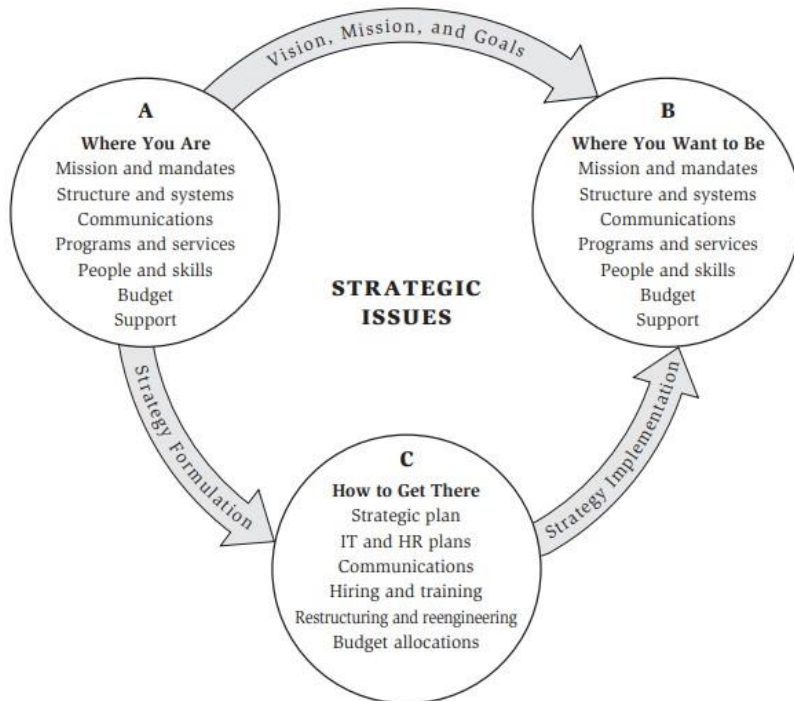 Vision, Mission, and Goals
A
Where You Are
Mission and mandates
Structure and systems
Communications
Programs and services
People and skills
Budget
Support
B
Where You Want to Be
Mission and mandates
Structure and systems
Communications
Programs and services
People and skills
Budget
Support
STRATEGIC
ISSUES
Strategy Formulation
C
How to Get There
Strategic plan
IT and HR plans
Communications
Hiring and training
Restructuring and reengineering
Budget allocations
Strategy Implementation